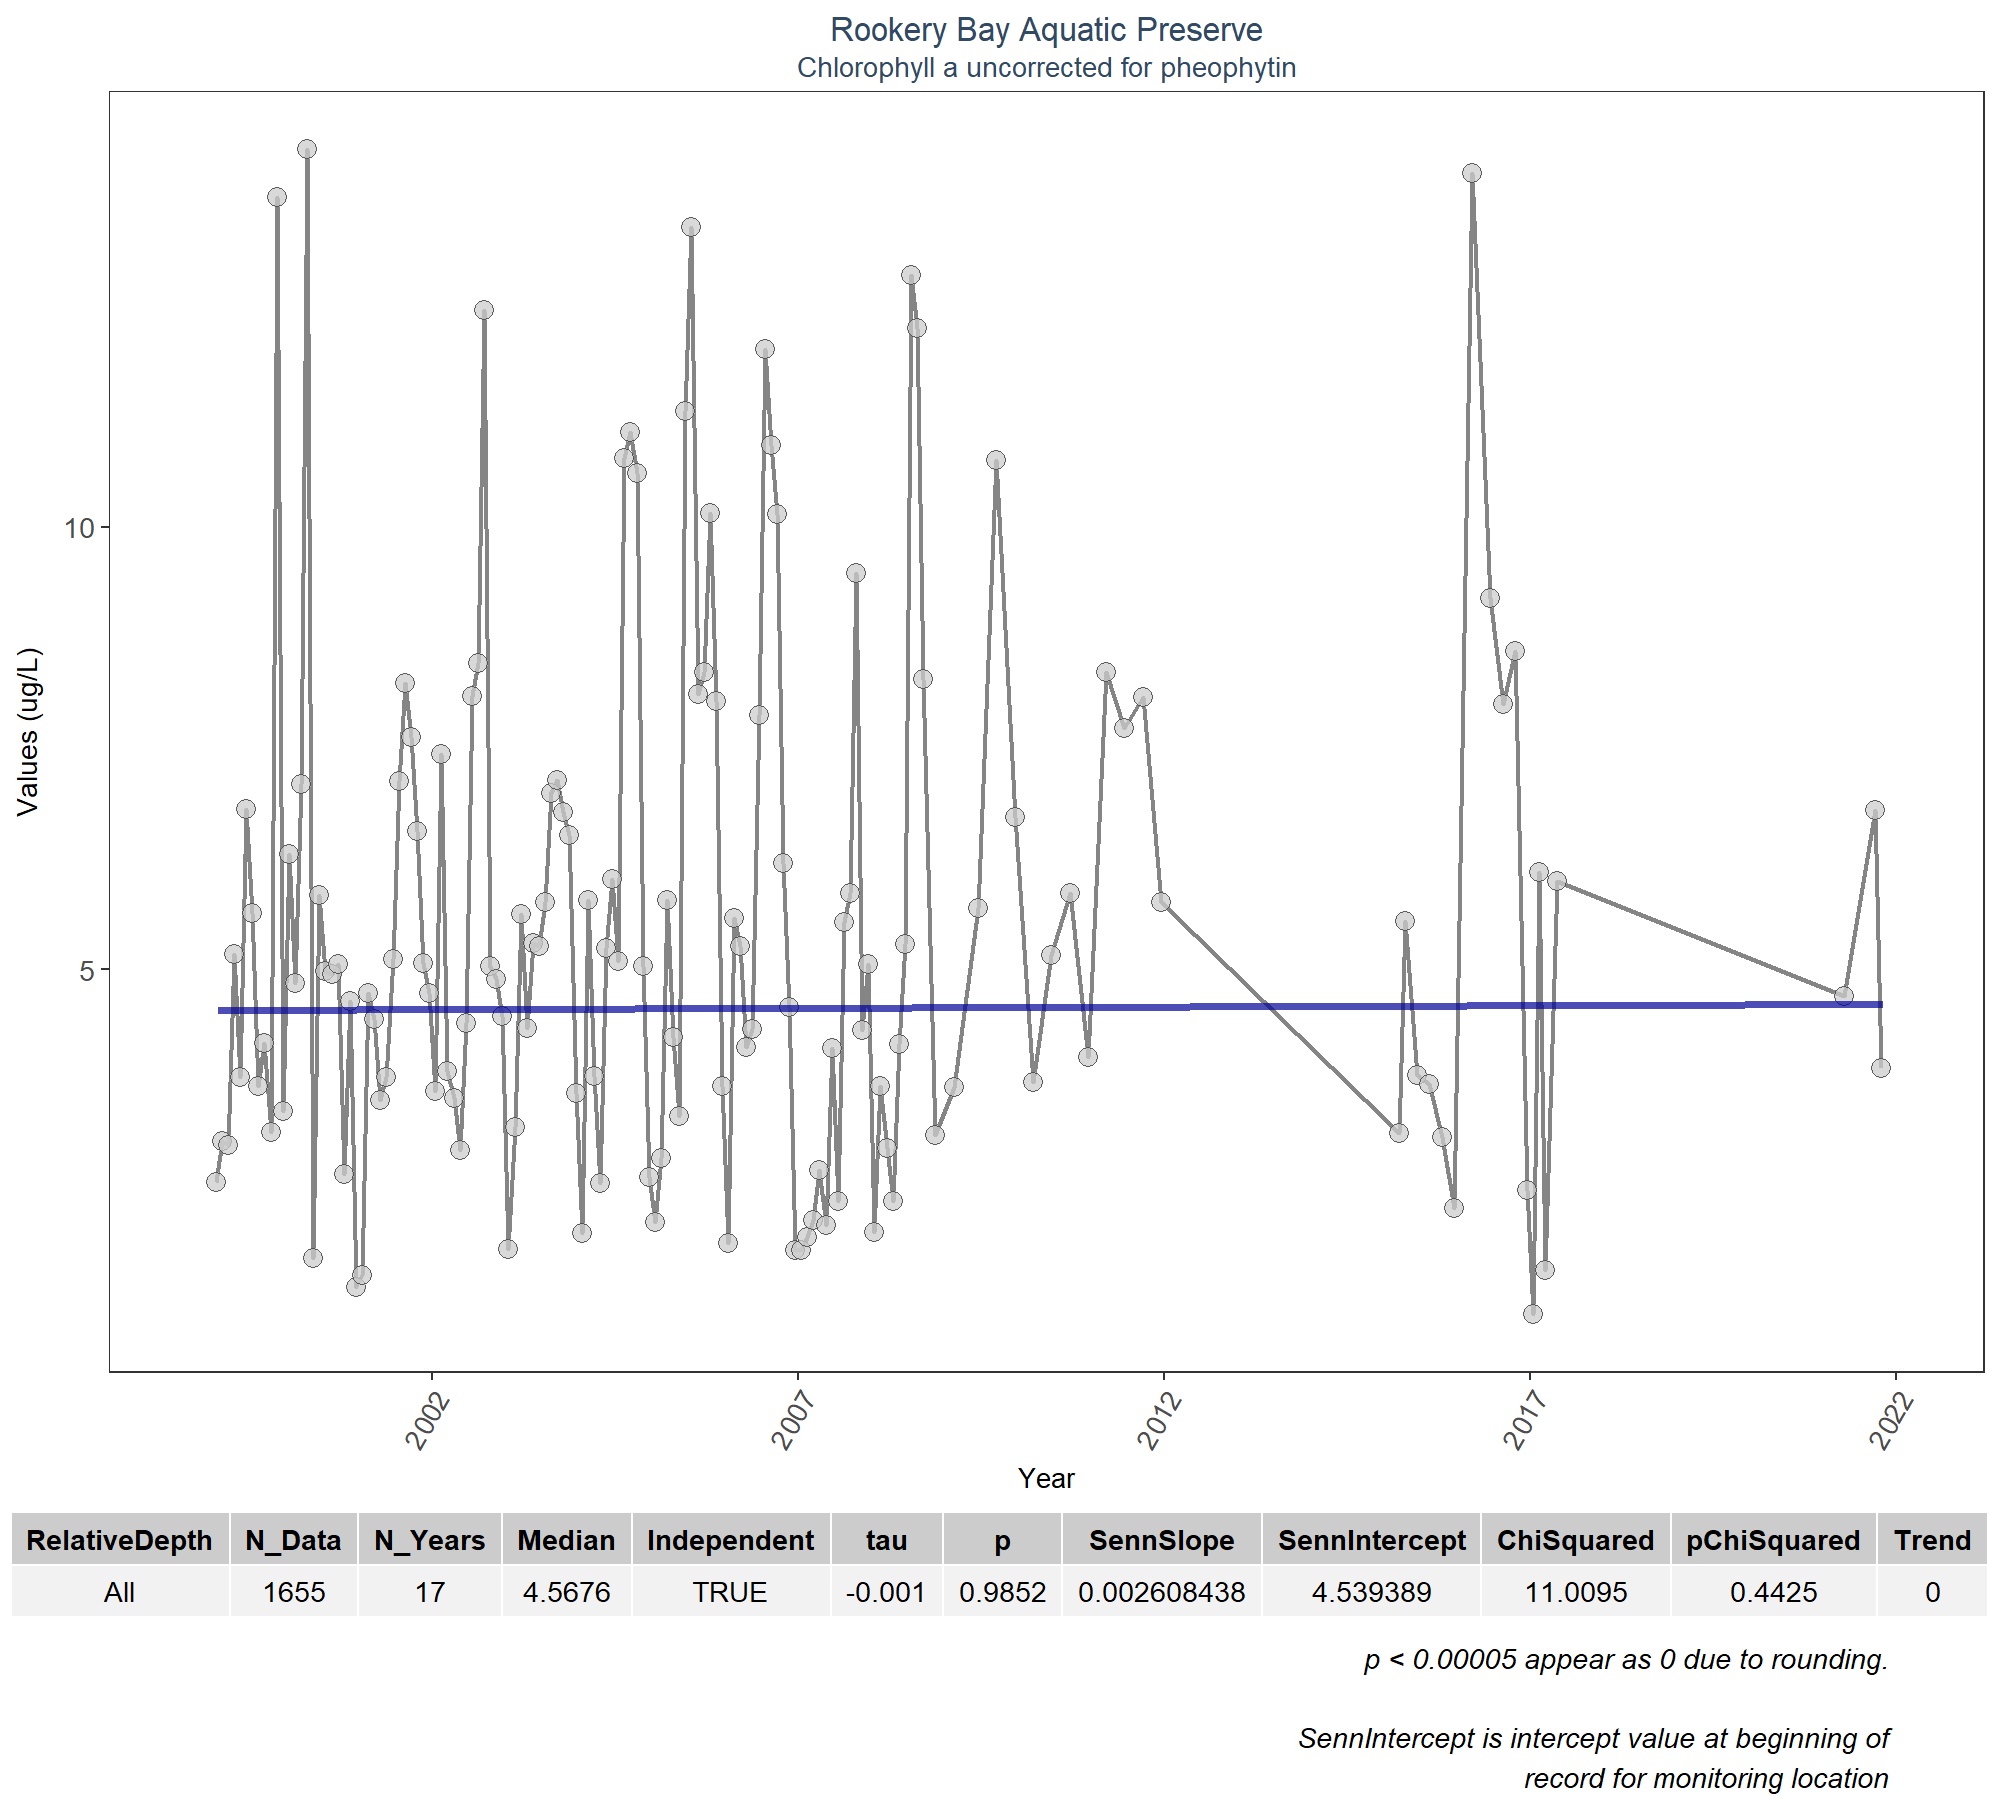 Rookery Bay Aquatic Preserve
Chlorophyll a uncorrected for pheophytin
Values (ug/L)
10
5
2002 2007 2012 2017 2022
Year
RelativeDepth N_Data N_Years Median Independent tau p SennSlope SennIntercept ChiSquared pChiSquared Trend
All 1655 17 4.5676 TRUE -0.001 0.9852 0.002608438 4.539389 11.0095 0.4425 0
p < 0.00005 appear as 0 due to rounding.
SennIntercept is intercept value at beginning of
record for monitoring location